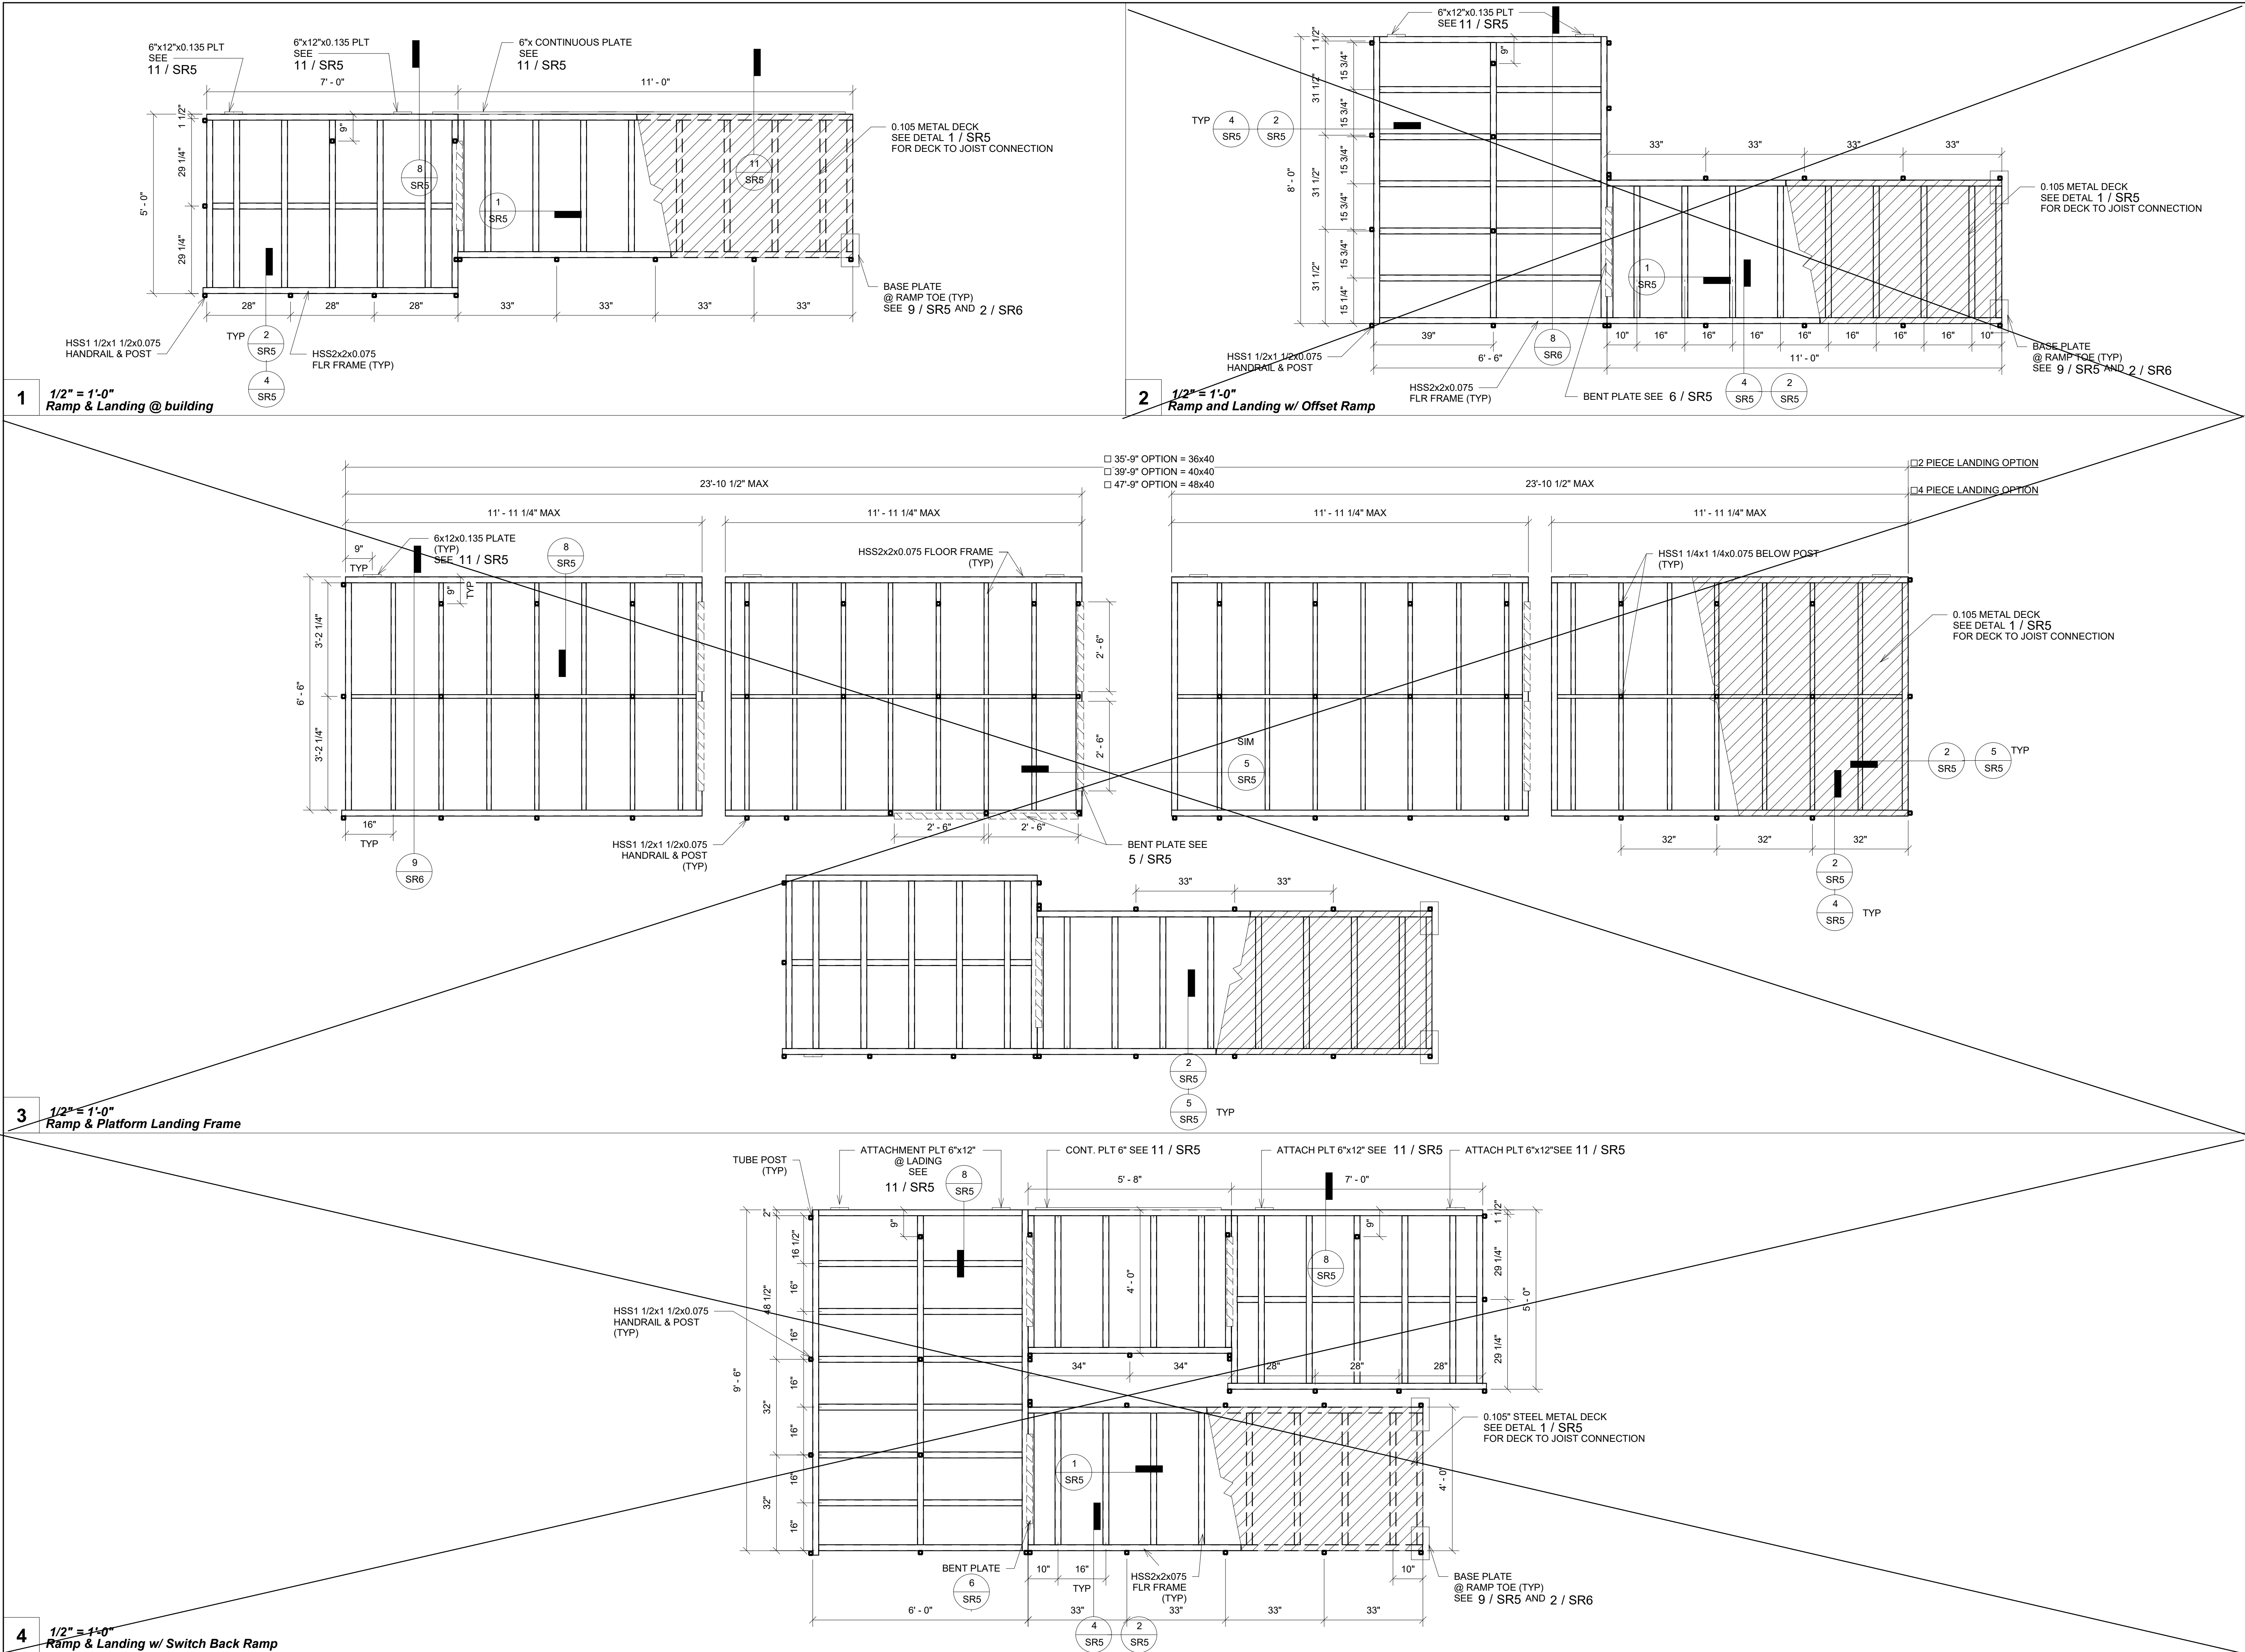 6"x12"x0.135 PLT
SEE
11 / SR5
6"x12"x0.135 PLT
SEE
11 / SR5
6"x CONTINUOUS PLATE
SEE
11 / SR5
7' - 0"
11' - 0"
1 1/2"
29 1/4"
29 1/4"
5' - 0"
9"
8
SR5
1
SR5
11
SR5
0.105 METAL DECK
SEE DETAL 1 / SR5
FOR DECK TO JOIST CONNECTION
BASE PLATE
@ RAMP TOE (TYP)
SEE 9 / SR5 AND 2 / SR6
28"
28"
28"
33"
33"
33"
33"
HSS1 1/2x1 1/2x0.075
HANDRAIL & POST
TYP
2
SR5
4
SR5
HSS2x2x0.075
FLR FRAME (TYP)
1
1/2" = 1'-0"
Ramp & Landing @ building
6"x12"x0.135 PLT
SEE 11 / SR5
9"
1 1/2"
31 1/2"
31 1/2"
31 1/2"
8' - 0"
15 3/4"
15 3/4"
15 3/4"
15 3/4"
15 3/4"
15 1/4"
TYP
4
SR5
2
SR5
33"
33"
33"
33"
0.105 METAL DECK
SEE DETAL 1 / SR5
FOR DECK TO JOIST CONNECTION
1
SR5
39"
10"
16"
16"
16"
16"
16"
16"
16"
10"
6' - 6"
11' - 0"
HSS1 1/2x1 1/2x0.075
HANDRAIL & POST
HSS2x2x0.075
FLR FRAME (TYP)
8
SR6
BENT PLATE SEE 6 / SR5
4
SR5
2
SR5
BASE PLATE
@ RAMP TOE (TYP)
SEE 9 / SR5 AND 2 / SR6
2
1/2" = 1'-0"
Ramp and Landing w/ Offset Ramp
□ 35'-9" OPTION = 36x40
□ 39'-9" OPTION = 40x40
□ 47'-9" OPTION = 48x40
□2 PIECE LANDING OPTION
□4 PIECE LANDING OPTION
23'-10 1/2" MAX
23'-10 1/2" MAX
11' - 11 1/4" MAX
11' - 11 1/4" MAX
11' - 11 1/4" MAX
11' - 11 1/4" MAX
9"
TYP
6x12x0.135 PLATE
(TYP)
SEE 11 / SR5
8
SR5
HSS2x2x0.075 FLOOR FRAME
(TYP)
HSS1 1/4x1 1/4x0.075 BELOW POST
(TYP)
9"
TYP
3'-2 1/4"
3'-2 1/4"
6' - 6"
2' - 6"
2' - 6"
0.105 METAL DECK
SEE DETAL 1 / SR5
FOR DECK TO JOIST CONNECTION
SIM
5
SR5
2
SR5
5
SR5
TYP
16"
TYP
9
SR6
HSS1 1/2x1 1/2x0.075
HANDRAIL & POST
(TYP)
2' - 6"
2' - 6"
BENT PLATE SEE
5 / SR5
32"
32"
32"
2
SR5
4
SR5
TYP
33"
33"
2
SR5
5
SR5
TYP
3
1/2" = 1'-0"
Ramp & Platform Landing Frame
TUBE POST
(TYP)
ATTACHMENT PLT 6"x12"
@ LADING
SEE
11 / SR5
8
SR5
CONT. PLT 6" SEE 11 / SR5
ATTACH PLT 6"x12" SEE 11 / SR5
ATTACH PLT 6"x12"SEE 11 / SR5
5' - 8"
7' - 0"
2"
9"
9"
1 1/2"
16 1/2"
16"
16"
16"
16"
16"
16"
48 1/2"
32"
32"
9' - 6"
4' - 0"
8
SR5
29 1/4"
29 1/4"
5' - 0"
HSS1 1/2x1 1/2x0.075
HANDRAIL & POST
(TYP)
34"
34"
28"
28"
28"
0.105" STEEL METAL DECK
SEE DETAL 1 / SR5
FOR DECK TO JOIST CONNECTION
1
SR5
4' - 0"
BENT PLATE
6
SR5
10"
16"
TYP
HSS2x2x075
FLR FRAME
(TYP)
10"
BASE PLATE
@ RAMP TOE (TYP)
SEE 9 / SR5 AND 2 / SR6
6' - 0"
33"
33"
33"
33"
4
SR5
2
SR5
4
1/2" = 1'-0"
Ramp & Landing w/ Switch Back Ramp